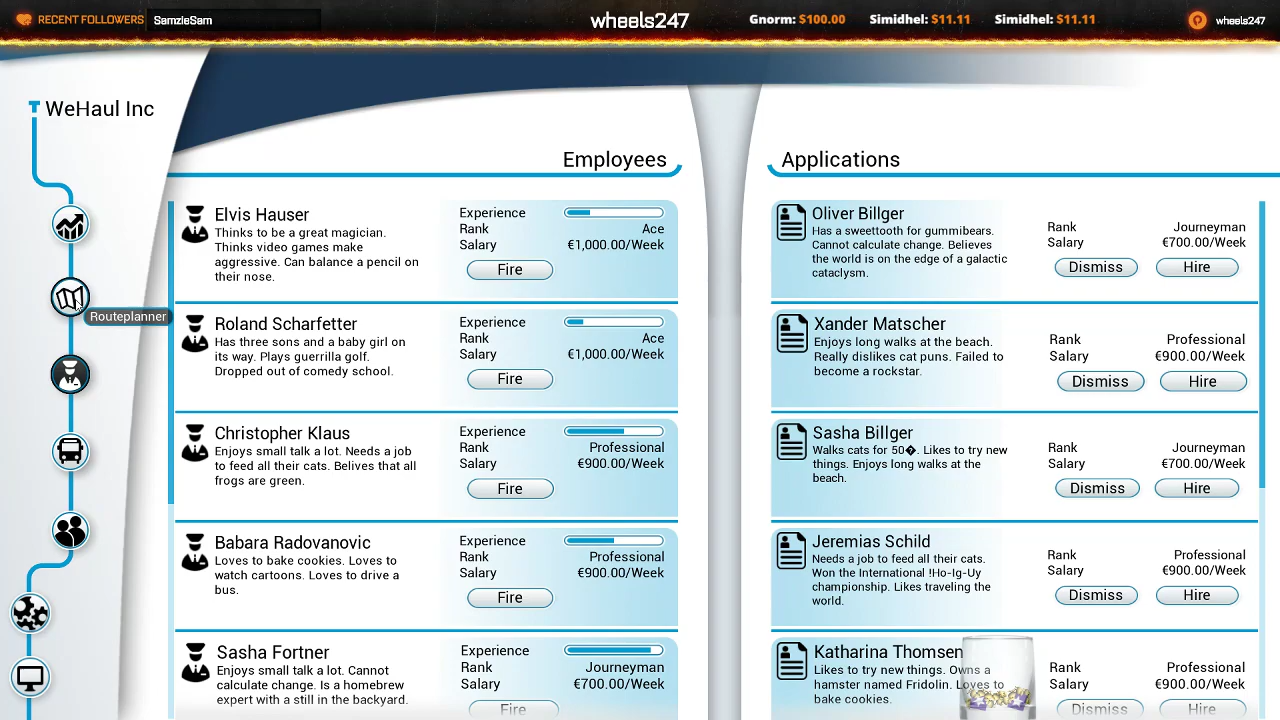 RECENT FOLLOWERS SamzieSam
wheels247
Gnorm: $100.00 Simidhel: $11.11 Simidhel: $11.11
wheels247
WeHaul Inc
Routeplanner
Employees
Elvis Hauser
Thinks to be a great magician.
Thinks video games make
aggressive. Can balance a pencil on
their nose.
Experience
Rank Ace
Salary €1,000.00/Week
Fire
Roland Scharfetter
Has three sons and a baby girl on
its way. Plays guerrilla golf.
Dropped out of comedy school.
Experience
Rank Ace
Salary €1,000.00/Week
Fire
Christopher Klaus
Enjoys small talk a lot. Needs a job
to feed all their cats. Belives that all
frogs are green.
Experience
Rank Professional
Salary €900.00/Week
Fire
Babara Radovanovic
Loves to bake cookies. Loves to
watch cartoons. Loves to drive a
bus.
Experience
Rank Professional
Salary €900.00/Week
Fire
Sasha Fortner
Enjoys small talk a lot. Cannot
calculate change. Is a homebrew
expert with a still in the backyard.
Experience
Rank Journeyman
Salary €700.00/Week
Fire
Applications
Oliver Billger
Has a sweettooth for gummibears.
Cannot calculate change. Believes
the world is on the edge of a galactic
cataclysm.
Rank Journeyman
Salary €700.00/Week
Dismiss Hire
Xander Matscher
Enjoys long walks at the beach.
Really dislikes cat puns. Failed to
become a rockstar.
Rank Professional
Salary €900.00/Week
Dismiss Hire
Sasha Billger
Walks cats for 50�. Likes to try new
things. Enjoys long walks at the
beach.
Rank Journeyman
Salary €700.00/Week
Dismiss Hire
Jeremias Schild
Needs a job to feed all their cats.
Won the International !Ho-Ig-Uy
championship. Likes traveling the
world.
Rank Professional
Salary €900.00/Week
Dismiss Hire
Katharina Thomsen
Likes to try new things. Owns a
hamster named Fridolin. Loves to
bake cookies.
Rank Professional
Salary €900.00/Week
Dismiss Hire